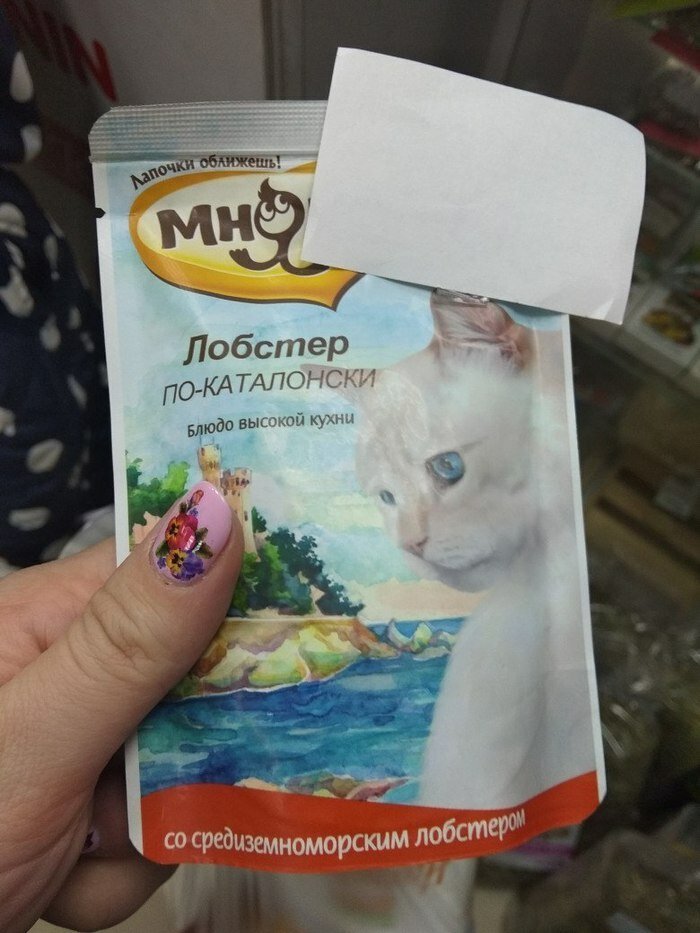 Лапочки оближешь!
Лобстер
ПО-КАТАЛОНСКИ
Блюдо высокой кухни
со средиземноморским лобстером